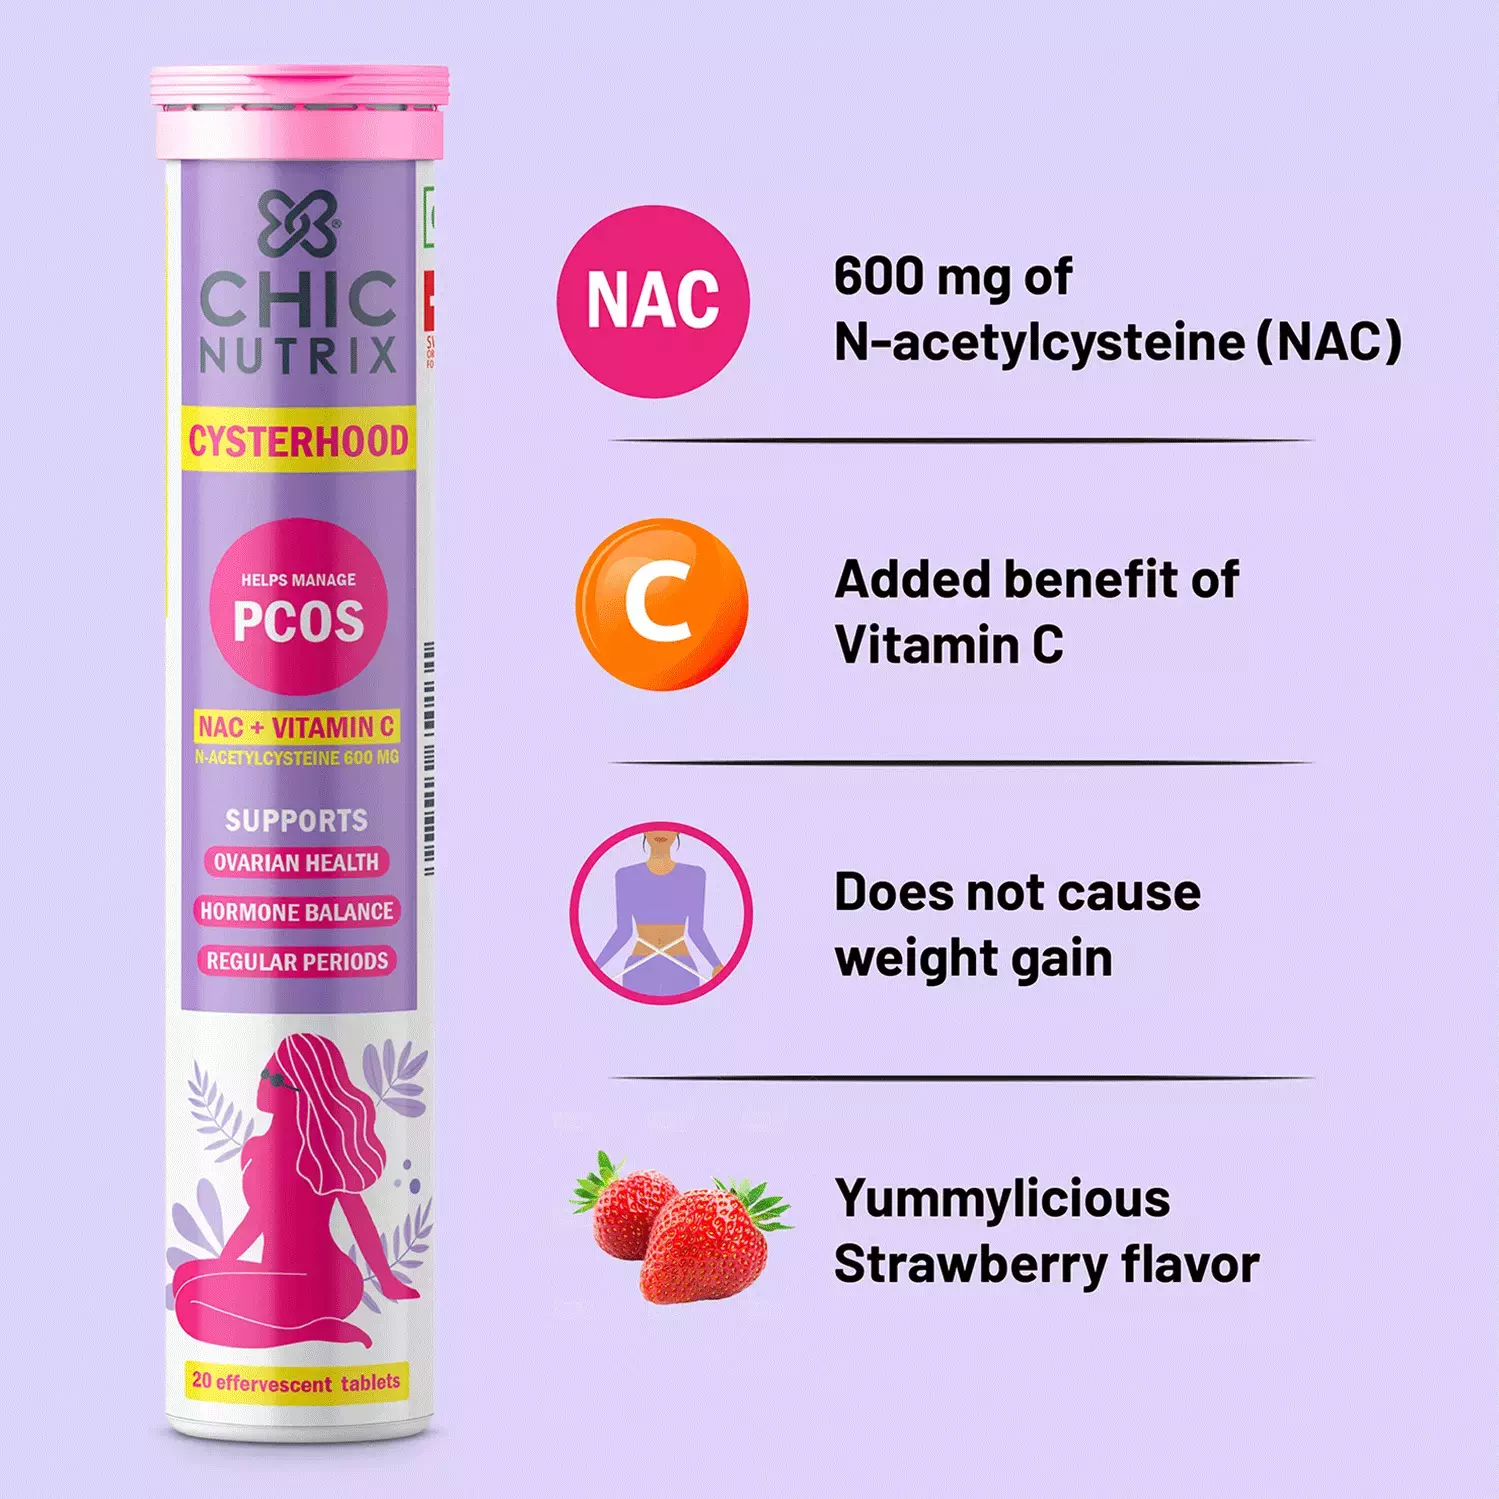 CHIC
NUTRIX
CYSTERHOOD
HELPS MANAGE
PCOS
NAC + VITAMIN C
N-ACETYLCYSTEINE 600 MG
SUPPORTS
OVARIAN HEALTH
HORMONE BALANCE
REGULAR PERIODS
20 effervescent tablets
NAC
600 mg of
N-acetylcysteine (NAC)
C
Added benefit of
Vitamin C
Does not cause
weight gain
Yummylicious
Strawberry flavor